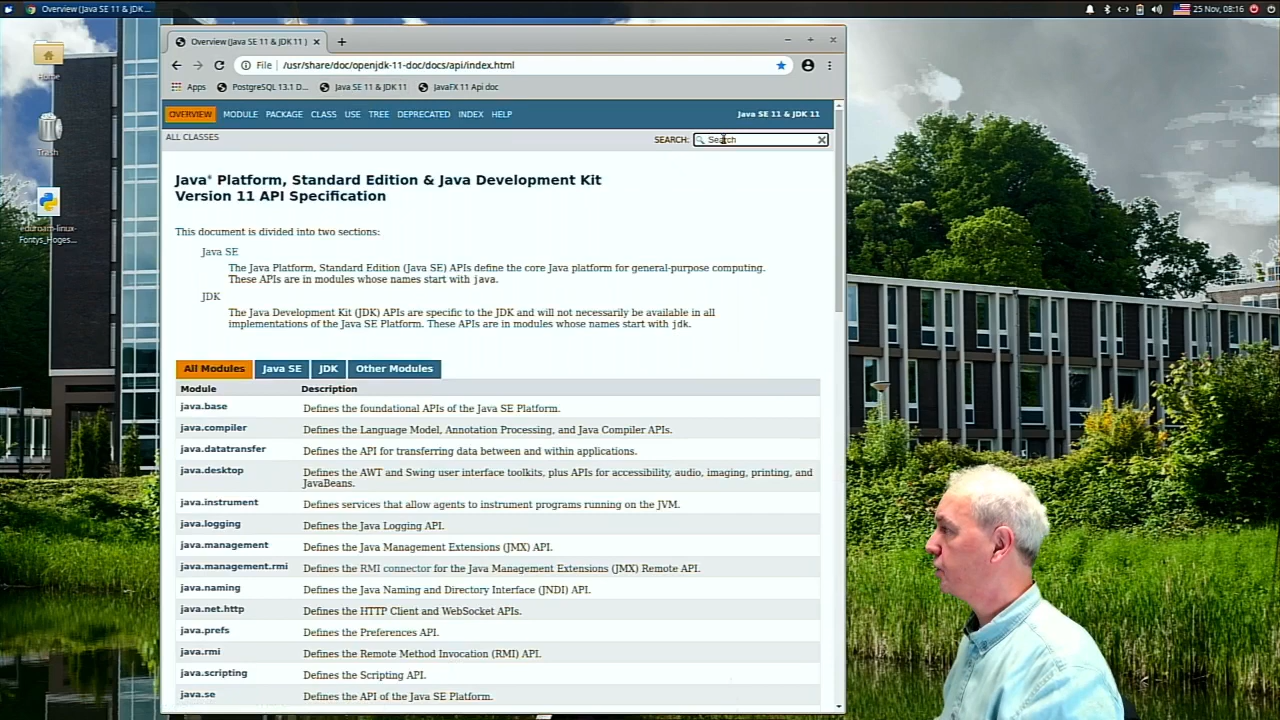 Overview (Java SE 11 & JDK ...
25 Nov, 08:16
Home
Trash
eduroam-linux-
Fontys_Hoges...
Overview (Java SE 11 & JDK 11 )
File
/usr/share/doc/openjdk-11-doc/docs/api/index.html
Apps
PostgreSQL 13.1 D...
Java SE 11 & JDK 11
JavaFX 11 Api doc
OVERVIEW MODULE PACKAGE CLASS USE TREE DEPRECATED INDEX HELP
Java SE 11 & JDK 11
ALL CLASSES
SEARCH: Search
Java® Platform, Standard Edition & Java Development Kit
Version 11 API Specification
This document is divided into two sections:
Java SE
The Java Platform, Standard Edition (Java SE) APIs define the core Java platform for general-purpose computing.
These APIs are in modules whose names start with java.
JDK
The Java Development Kit (JDK) APIs are specific to the JDK and will not necessarily be available in all
implementations of the Java SE Platform. These APIs are in modules whose names start with jdk.
All Modules Java SE JDK Other Modules
Module Description
java.base Defines the foundational APIs of the Java SE Platform.
java.compiler Defines the Language Model, Annotation Processing, and Java Compiler APIs.
java.datatransfer Defines the API for transferring data between and within applications.
java.desktop Defines the AWT and Swing user interface toolkits, plus APIs for accessibility, audio, imaging, printing, and
JavaBeans.
java.instrument Defines services that allow agents to instrument programs running on the JVM.
java.logging Defines the Java Logging API.
java.management Defines the Java Management Extensions (JMX) API.
java.management.rmi Defines the RMI connector for the Java Management Extensions (JMX) Remote API.
java.naming Defines the Java Naming and Directory Interface (JNDI) API.
java.net.http Defines the HTTP Client and WebSocket APIs.
java.prefs Defines the Preferences API.
java.rmi Defines the Remote Method Invocation (RMI) API.
java.scripting Defines the Scripting API.
java.se Defines the API of the Java SE Platform.